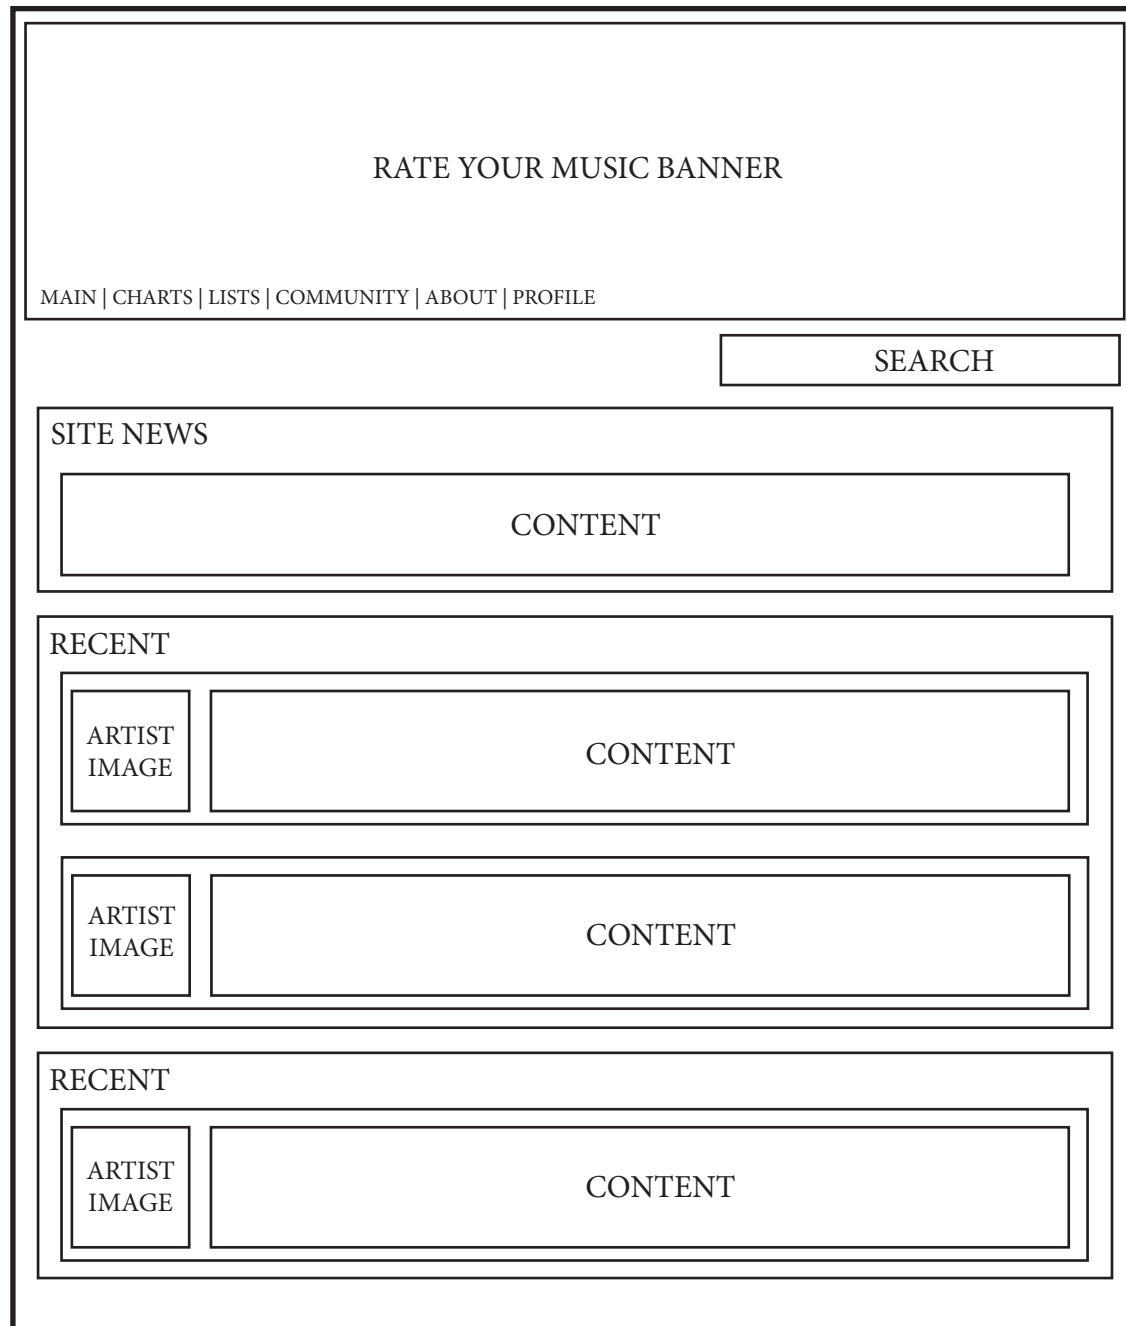 RATE YOUR MUSIC BANNER
MAIN | CHARTS | LISTS | COMMUNITY | ABOUT | PROFILE
SEARCH
SITE NEWS
CONTENT
RECENT
ARTIST
IMAGE
CONTENT
ARTIST
IMAGE
CONTENT
RECENT
ARTIST
IMAGE
CONTENT